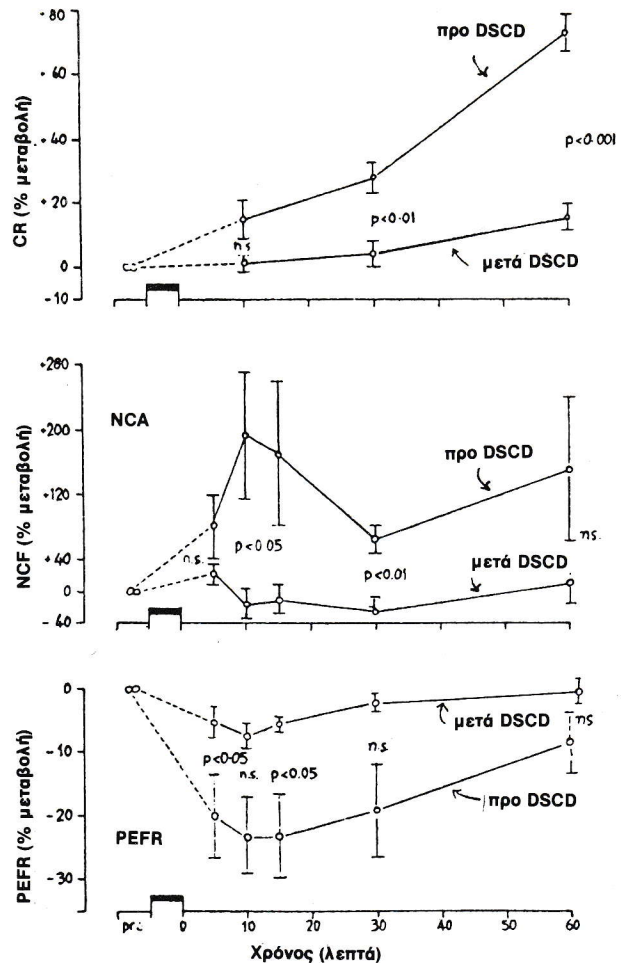 +80
+60
+40
+20
0
-10
CR (% μεταβολή)
προ DSCD
p<0.001
p<0.01
n.s.
μετά DSCD
+280
+200
+120
+40
0
-40
NCF (% μεταβολή)
NCA
προ DSCD
n.s.
p<0.05
p<0.01
n.s.
μετά DSCD
0
-10
-20
-30
PEFR (% μεταβολή)
μετά DSCD
p<0.05
n.s.
p<0.05
n.s.
ns
προ DSCD
PEFR
pre 0 10 20 30 40 50 60
Χρόνος (λεπτά)